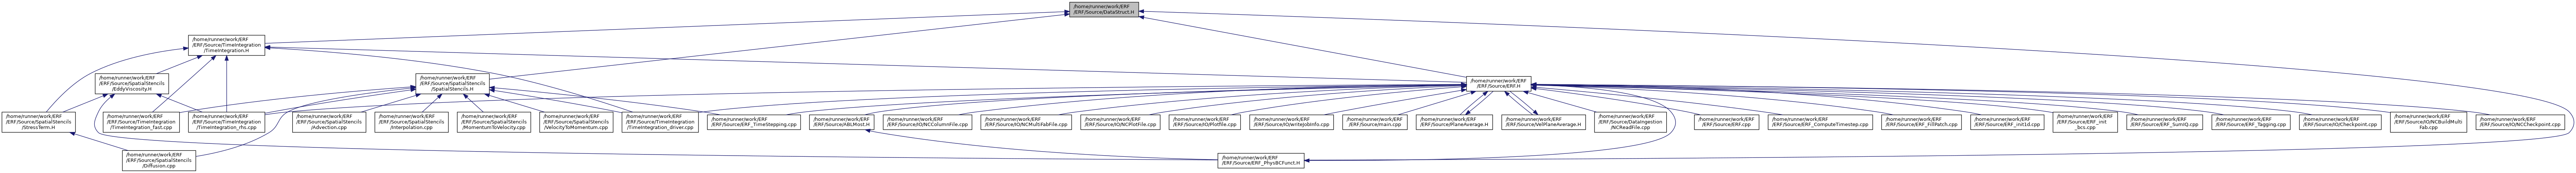 /home/runner/work/ERF
/ERF/Source/DataStruct.H
/home/runner/work/ERF
/ERF/Source/TimeIntegration
/TimeIntegration.H
/home/runner/work/ERF
/ERF/Source/SpatialStencils
/EddyViscosity.H
/home/runner/work/ERF
/ERF/Source/SpatialStencils
/SpatialStencils.H
/home/runner/work/ERF
/ERF/Source/ERF.H
/home/runner/work/ERF
/ERF/Source/SpatialStencils
/StressTerm.H
/home/runner/work/ERF
/ERF/Source/TimeIntegration
/TimeIntegration_fast.cpp
/home/runner/work/ERF
/ERF/Source/TimeIntegration
/TimeIntegration_rhs.cpp
/home/runner/work/ERF
/ERF/Source/SpatialStencils
/Advection.cpp
/home/runner/work/ERF
/ERF/Source/SpatialStencils
/Interpolation.cpp
/home/runner/work/ERF
/ERF/Source/SpatialStencils
/MomentumToVelocity.cpp
/home/runner/work/ERF
/ERF/Source/SpatialStencils
/VelocityToMomentum.cpp
/home/runner/work/ERF
/ERF/Source/TimeIntegration
/TimeIntegration_driver.cpp
/home/runner/work/ERF
/ERF/Source/ERF_TimeStepping.cpp
/home/runner/work/ERF
/ERF/Source/ABLMost.H
/home/runner/work/ERF
/ERF/Source/IO/NCColumnFile.cpp
/home/runner/work/ERF
/ERF/Source/IO/NCMultiFabFile.cpp
/home/runner/work/ERF
/ERF/Source/IO/NCPlotFile.cpp
/home/runner/work/ERF
/ERF/Source/IO/Plotfile.cpp
/home/runner/work/ERF
/ERF/Source/IO/writeJobInfo.cpp
/home/runner/work/ERF
/ERF/Source/main.cpp
/home/runner/work/ERF
/ERF/Source/PlaneAverage.H
/home/runner/work/ERF
/ERF/Source/VelPlaneAverage.H
/home/runner/work/ERF
/ERF/Source/DataIngestion
/NCReadFile.cpp
/home/runner/work/ERF
/ERF/Source/ERF.cpp
/home/runner/work/ERF
/ERF/Source/ERF_ComputeTimestep.cpp
/home/runner/work/ERF
/ERF/Source/ERF_FillPatch.cpp
/home/runner/work/ERF
/ERF/Source/ERF_init1d.cpp
/home/runner/work/ERF
/ERF/Source/ERF_init
_bcs.cpp
/home/runner/work/ERF
/ERF/Source/ERF_SumIQ.cpp
/home/runner/work/ERF
/ERF/Source/ERF_Tagging.cpp
/home/runner/work/ERF
/ERF/Source/IO/Checkpoint.cpp
/home/runner/work/ERF
/ERF/Source/IO/NCBuildMulti
Fab.cpp
/home/runner/work/ERF
/ERF/Source/IO/NCCheckpoint.cpp
/home/runner/work/ERF
/ERF/Source/SpatialStencils
/Diffusion.cpp
/home/runner/work/ERF
/ERF/Source/ERF_PhysBCFunct.H